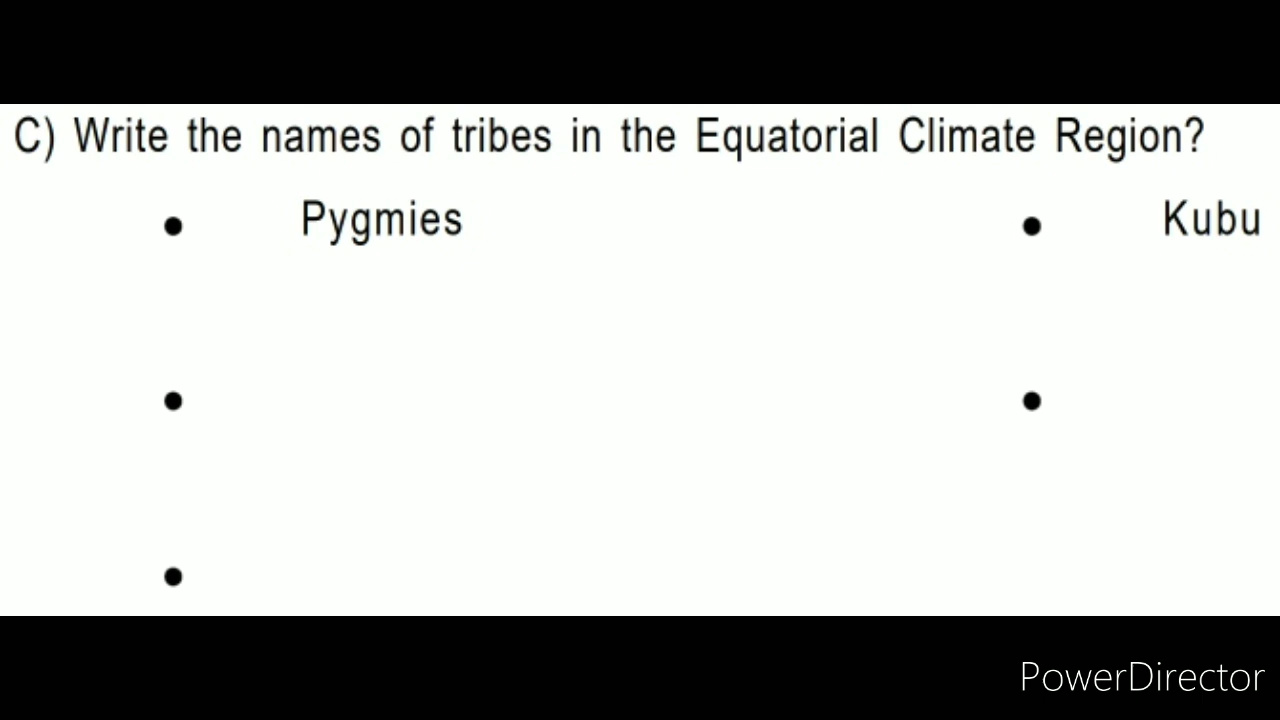 C) Write the names of tribes in the Equatorial Climate Region?
• Pygmies • Kubu
• •
•
PowerDirector